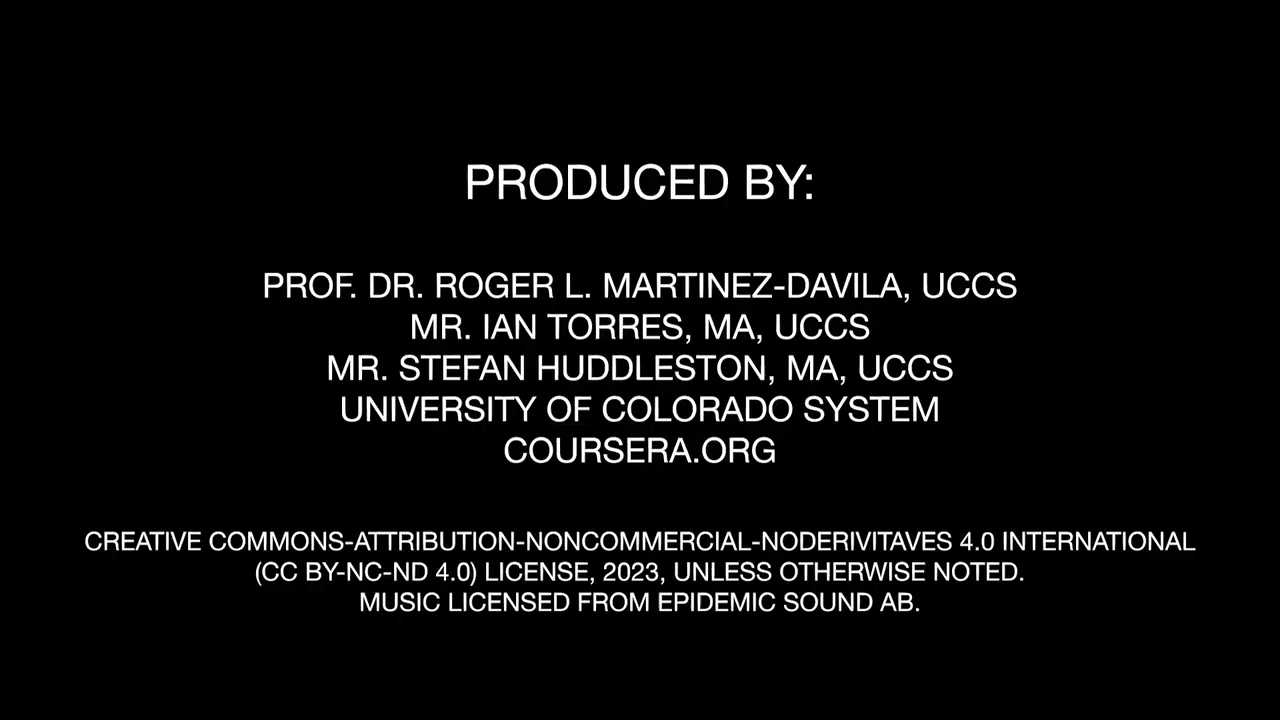 PRODUCED BY:
PROF. DR. ROGER L. MARTINEZ-DAVILA, UCCS
MR. IAN TORRES, MA, UCCS
MR. STEFAN HUDDLESTON, MA, UCCS
UNIVERSITY OF COLORADO SYSTEM
COURSERA.ORG
CREATIVE COMMONS-ATTRIBUTION-NONCOMMERCIAL-NODERIVITAVES 4.0 INTERNATIONAL
(CC BY-NC-ND 4.0) LICENSE, 2023, UNLESS OTHERWISE NOTED.
MUSIC LICENSED FROM EPIDEMIC SOUND AB.